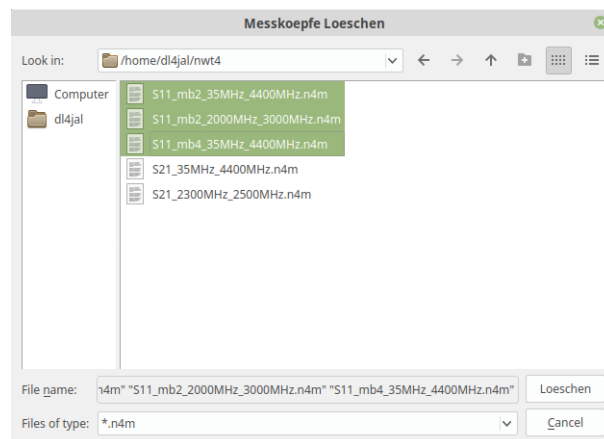 Messkoepfe Loeschen
Look in: /home/dl4jal/nwt4
Computer
dl4jal
S11_mb2_35MHz_4400MHz.n4m
S11_mb2_2000MHz_3000MHz.n4m
S11_mb4_35MHz_4400MHz.n4m
S21_35MHz_4400MHz.n4m
S21_2300MHz_2500MHz.n4m
File name: n4m" "S11_mb2_2000MHz_3000MHz.n4m" "S11_mb4_35MHz_4400MHz.n4m" Loeschen
Files of type: *.n4m Cancel